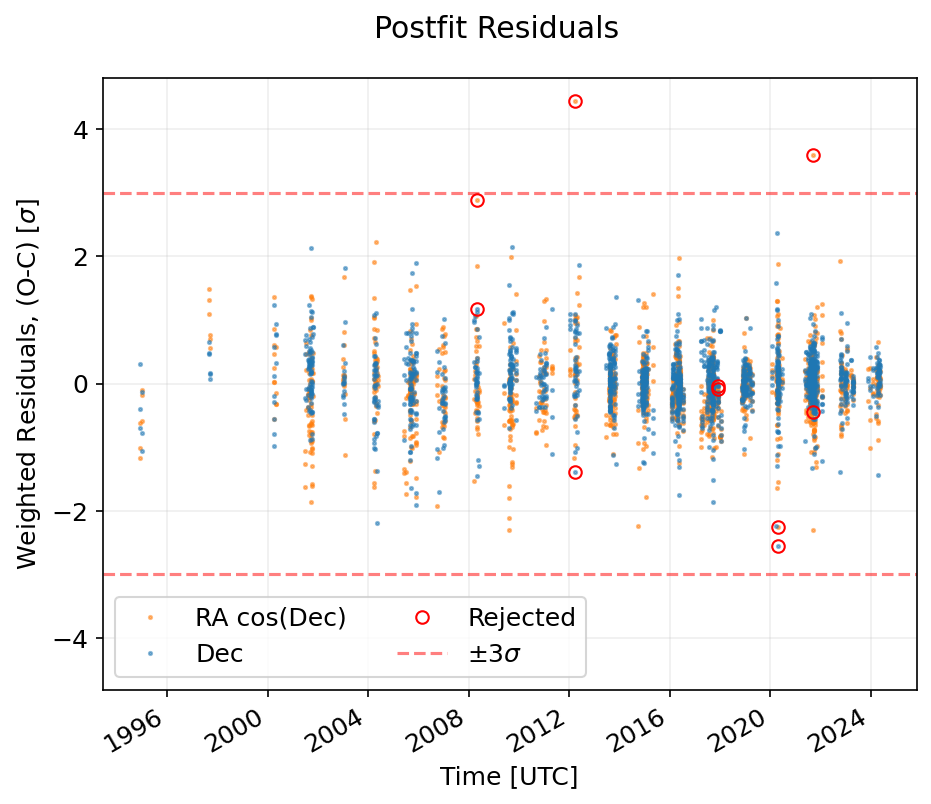 Postfit Residuals
Weighted Residuals, (O-C) [σ]
4
2
0
−2
−4
RA cos(Dec)
Dec
Rejected
±3σ
1996
2000
2004
2008
2012
2016
2020
2024
Time [UTC]